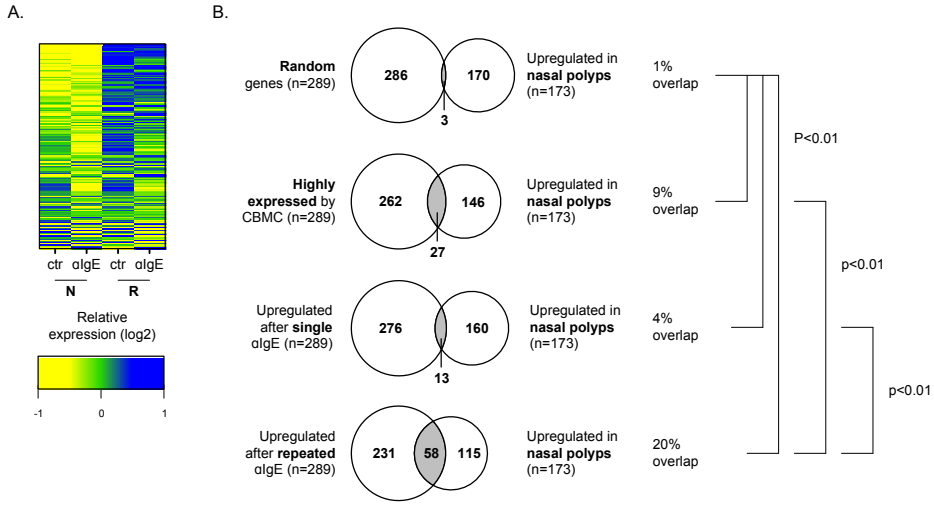 A.
ctr αIgE ctr αIgE
N R
Relative
expression (log2)
-1 0 1
B.
Random
genes (n=289)
286
170
3
Upregulated in
nasal polyps
(n=173)
1%
overlap
P<0.01
Highly
expressed by
CBMC (n=289)
262
146
27
Upregulated in
nasal polyps
(n=173)
9%
overlap
p<0.01
Upregulated
after single
αIgE (n=289)
276
160
13
Upregulated in
nasal polyps
(n=173)
4%
overlap
p<0.01
Upregulated
after repeated
αIgE (n=289)
231
58
115
Upregulated in
nasal polyps
(n=173)
20%
overlap